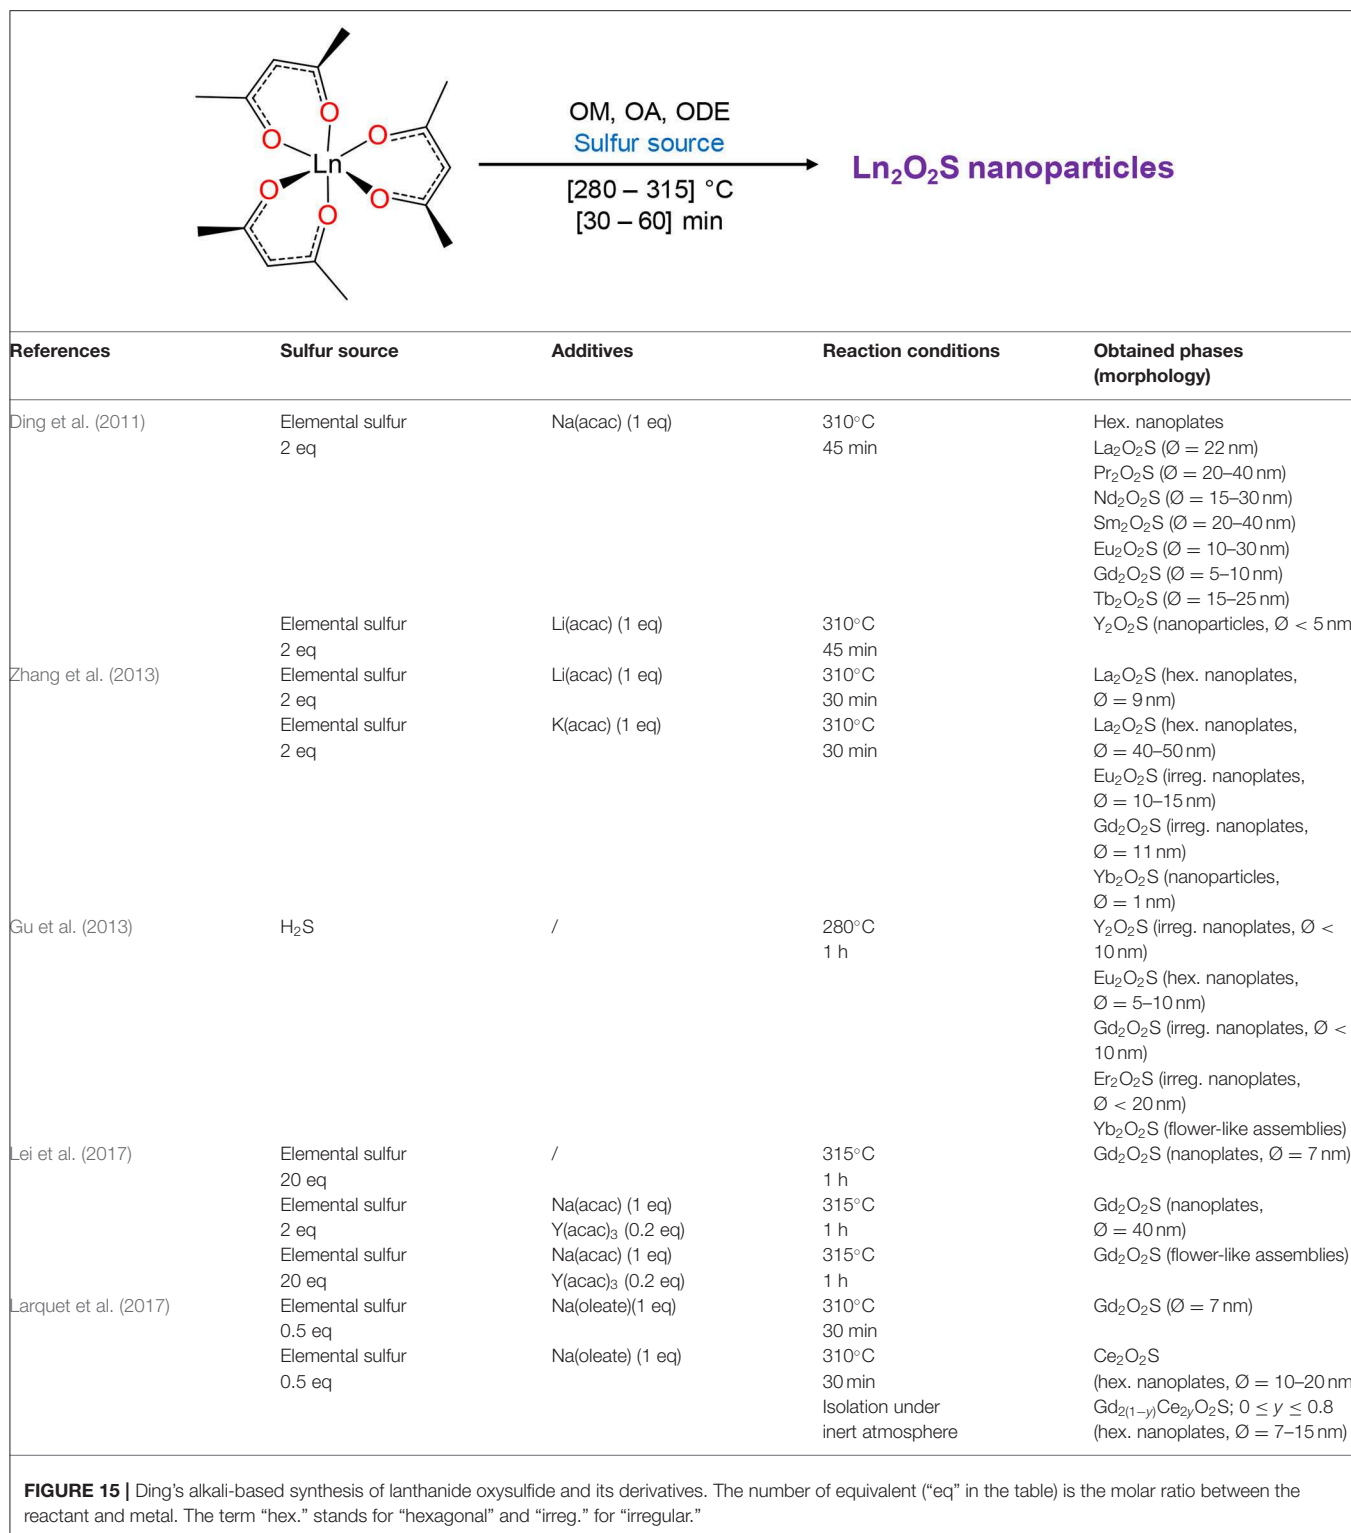 Ln
O
O
O
O
O
O
OM, OA, ODE
Sulfur source
[280 – 315] °C
[30 – 60] min
Ln₂O₂S nanoparticles
References Sulfur source Additives Reaction conditions Obtained phases
(morphology)
Ding et al. (2011) Elemental sulfur Na(acac) (1 eq) 310°C Hex. nanoplates
2 eq 45 min La₂O₂S (Ø = 22 nm)
Pr₂O₂S (Ø = 20–40 nm)
Nd₂O₂S (Ø = 15–30 nm)
Sm₂O₂S (Ø = 20–40 nm)
Eu₂O₂S (Ø = 10–30 nm)
Gd₂O₂S (Ø = 5–10 nm)
Tb₂O₂S (Ø = 15–25 nm)
Elemental sulfur Li(acac) (1 eq) 310°C Y₂O₂S (nanoparticles, Ø < 5 nm
2 eq 45 min
Zhang et al. (2013) Elemental sulfur Li(acac) (1 eq) 310°C La₂O₂S (hex. nanoplates,
2 eq 30 min Ø = 9 nm)
Elemental sulfur K(acac) (1 eq) 310°C La₂O₂S (hex. nanoplates,
2 eq 30 min Ø = 40–50 nm)
Eu₂O₂S (irreg. nanoplates,
Ø = 10–15 nm)
Gd₂O₂S (irreg. nanoplates,
Ø = 11 nm)
Yb₂O₂S (nanoparticles,
Ø = 1 nm)
Gu et al. (2013) H₂S / 280°C Y₂O₂S (irreg. nanoplates, Ø <
1 h 10 nm)
Eu₂O₂S (hex. nanoplates,
Ø = 5–10 nm)
Gd₂O₂S (irreg. nanoplates, Ø <
10 nm)
Er₂O₂S (irreg. nanoplates,
Ø < 20 nm)
Yb₂O₂S (flower-like assemblies)
Lei et al. (2017) Elemental sulfur / 315°C Gd₂O₂S (nanoplates, Ø = 7 nm)
20 eq 1 h
Elemental sulfur Na(acac) (1 eq) 315°C Gd₂O₂S (nanoplates,
2 eq Y(acac)₃ (0.2 eq) 1 h Ø = 40 nm)
Elemental sulfur Na(acac) (1 eq) 315°C Gd₂O₂S (flower-like assemblies)
20 eq Y(acac)₃ (0.2 eq) 1 h
Larquet et al. (2017) Elemental sulfur Na(oleate)(1 eq) 310°C Gd₂O₂S (Ø = 7 nm)
0.5 eq 30 min
Elemental sulfur Na(oleate) (1 eq) 310°C Ce₂O₂S
0.5 eq 30 min (hex. nanoplates, Ø = 10–20 nm
Isolation under Gd₂₍₁₋y₎Ce₂yO₂S; 0 ≤ y ≤ 0.8
inert atmosphere (hex. nanoplates, Ø = 7–15 nm)
FIGURE 15 | Ding's alkali-based synthesis of lanthanide oxysulfide and its derivatives. The number of equivalent ("eq" in the table) is the molar ratio between the
reactant and metal. The term "hex." stands for "hexagonal" and "irreg." for "irregular."